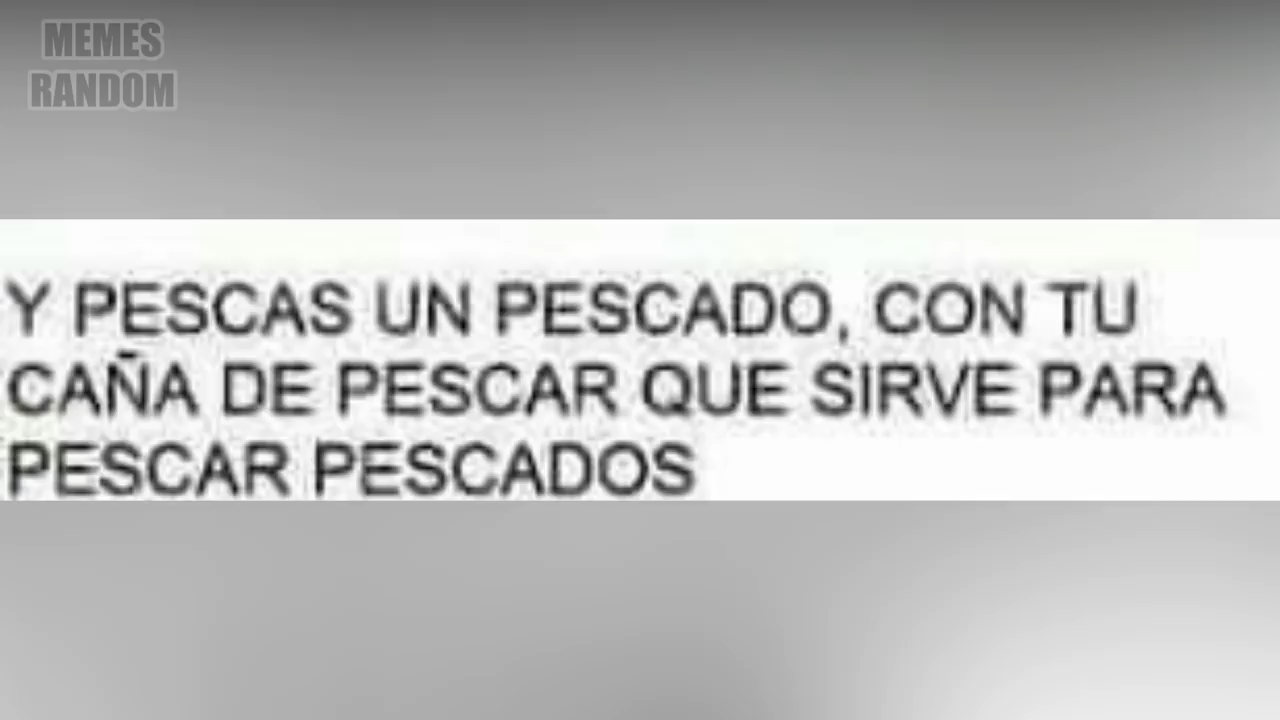 MEMES
RANDOM
Y PESCAS UN PESCADO, CON TU
CAÑA DE PESCAR QUE SIRVE PARA
PESCAR PESCADOS